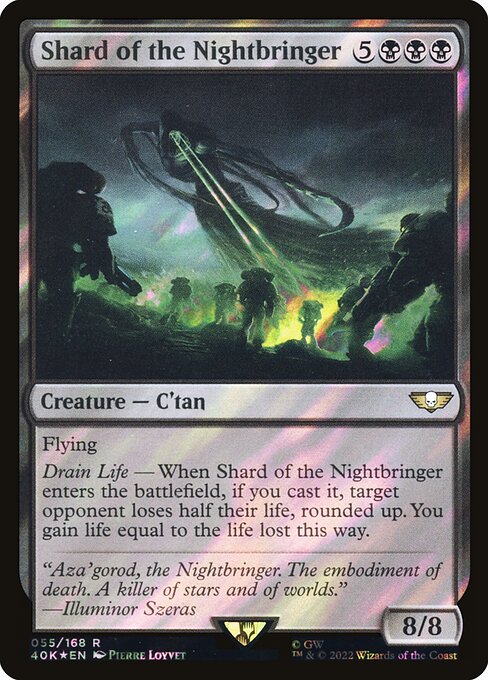 Shard of the Nightbringer 5
Creature — C'tan
Flying
Drain Life — When Shard of the Nightbringer
enters the battlefield, if you cast it, target
opponent loses half their life, rounded up. You
gain life equal to the life lost this way.
“Aza'gorod, the Nightbringer. The embodiment of
death. A killer of stars and of worlds.”
—Illuminor Szeras
8/8
055/168 R
40K★EN Pierre Loyvet
© GW
™ & © 2022 Wizards of the Coast